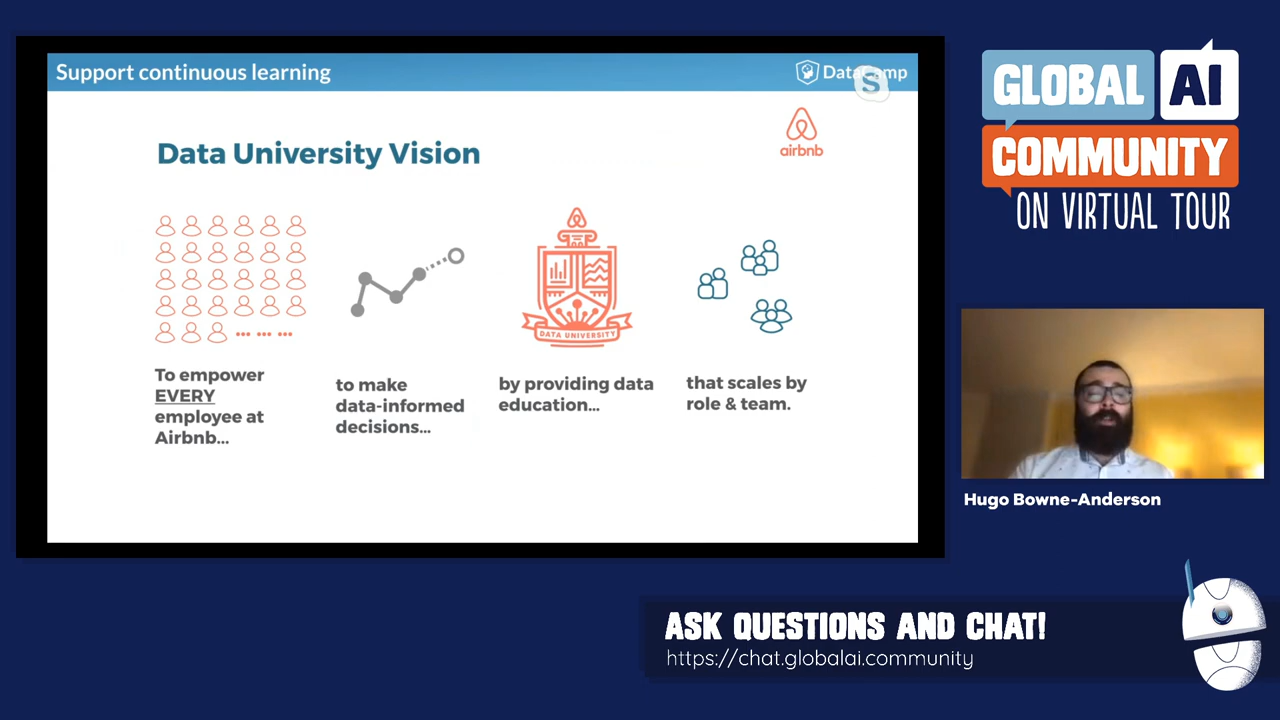 Support continuous learning
DataCamp
S
airbnb
Data University Vision
DATA UNIVERSITY
To empower
EVERY
employee at
Airbnb...
to make
data-informed
decisions...
by providing data
education...
that scales by
role & team.
GLOBAL AI
COMMUNITY
ON VIRTUAL TOUR
Hugo Bowne-Anderson
ASK QUESTIONS AND CHAT!
https://chat.globalai.community